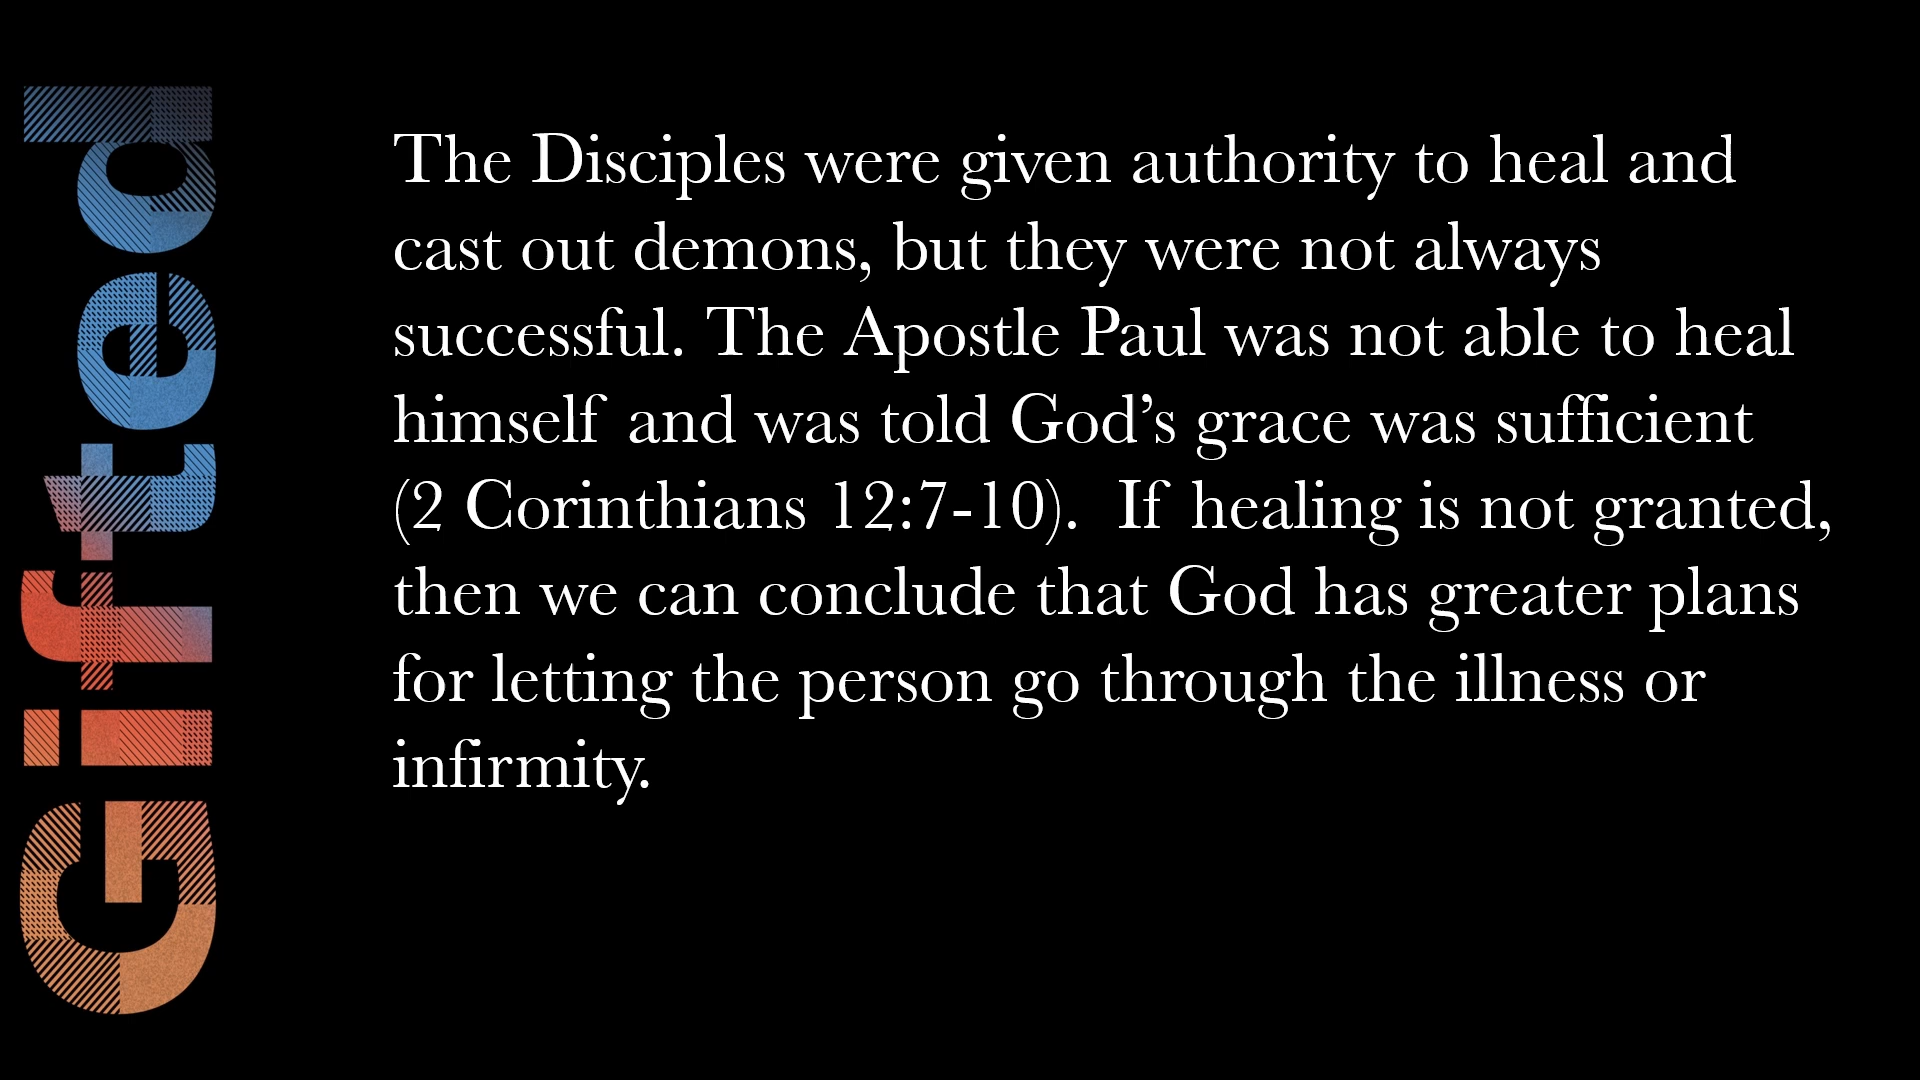 Gifted
The Disciples were given authority to heal and
cast out demons, but they were not always
successful. The Apostle Paul was not able to heal
himself and was told God’s grace was sufficient
(2 Corinthians 12:7-10).  If healing is not granted,
then we can conclude that God has greater plans
for letting the person go through the illness or
infirmity.